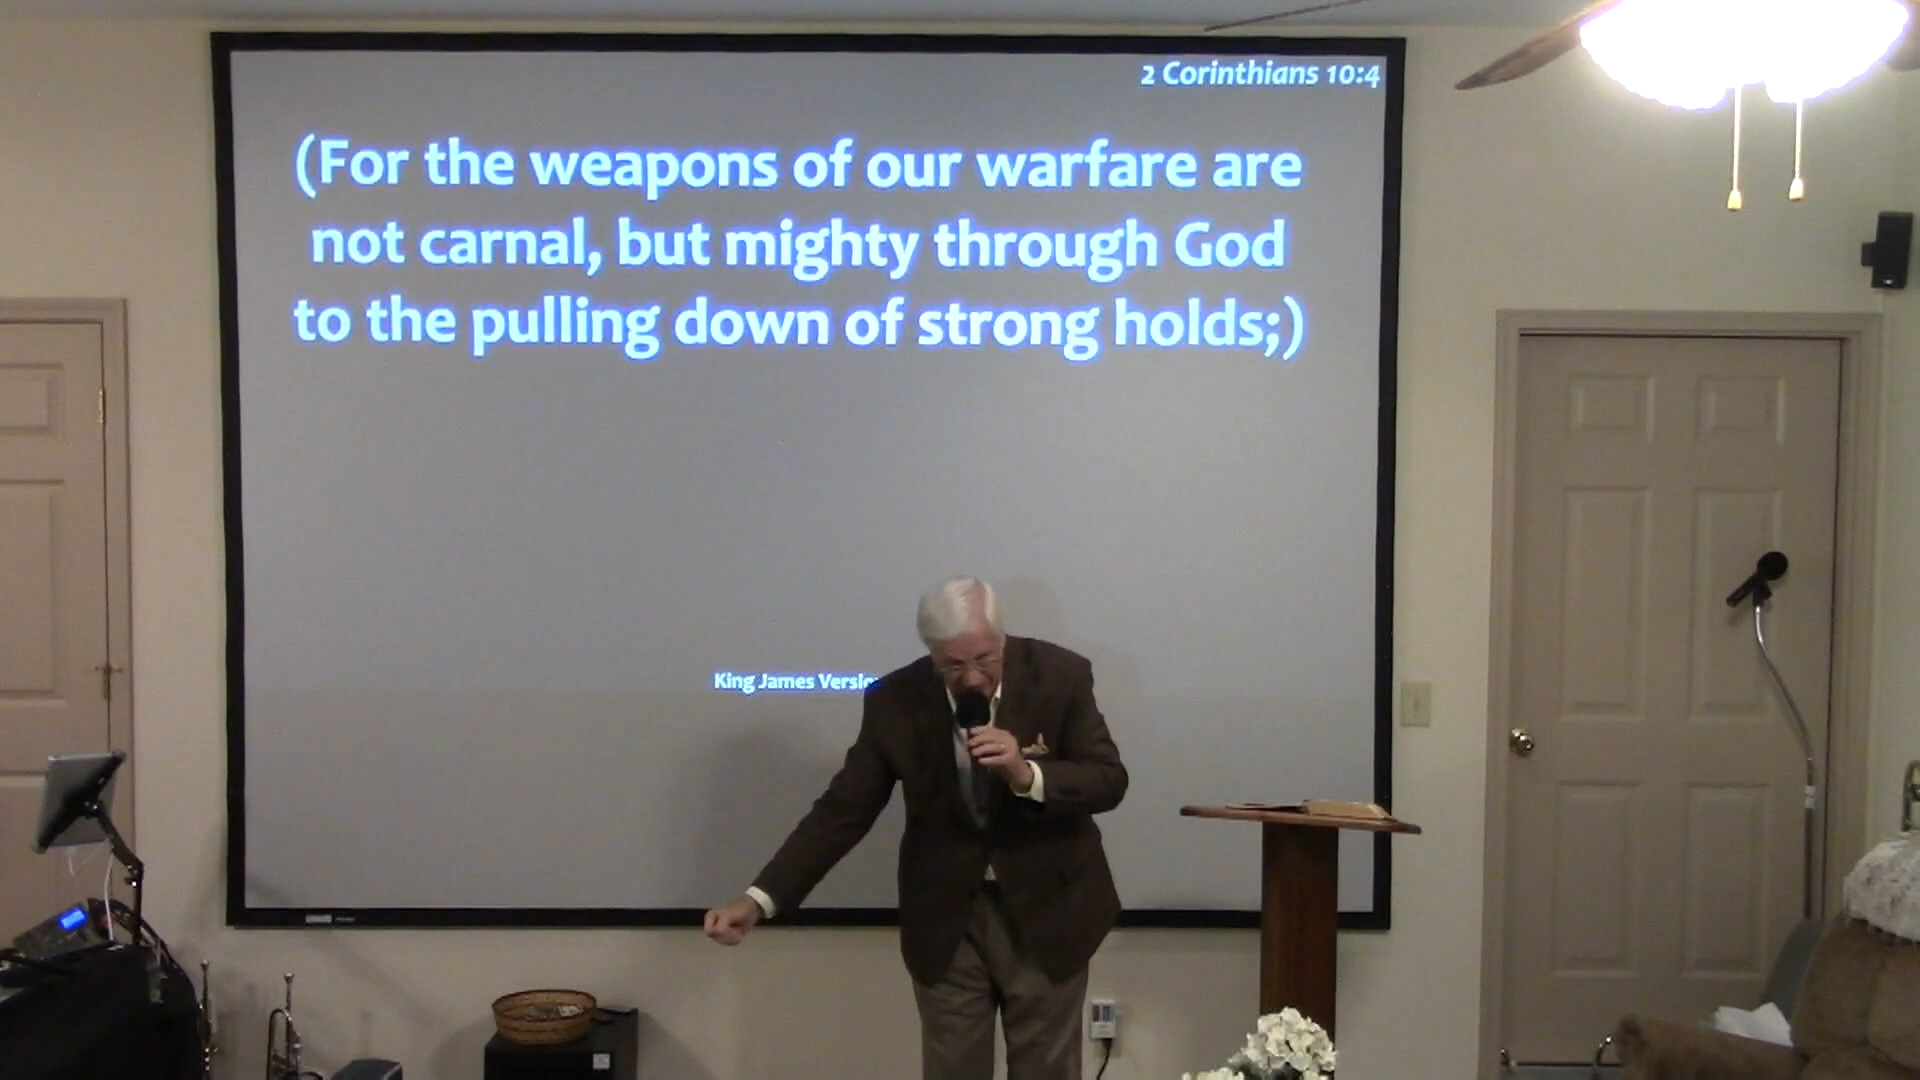 2 Corinthians 10:4
(For the weapons of our warfare are
not carnal, but mighty through God
to the pulling down of strong holds;)
King James Version